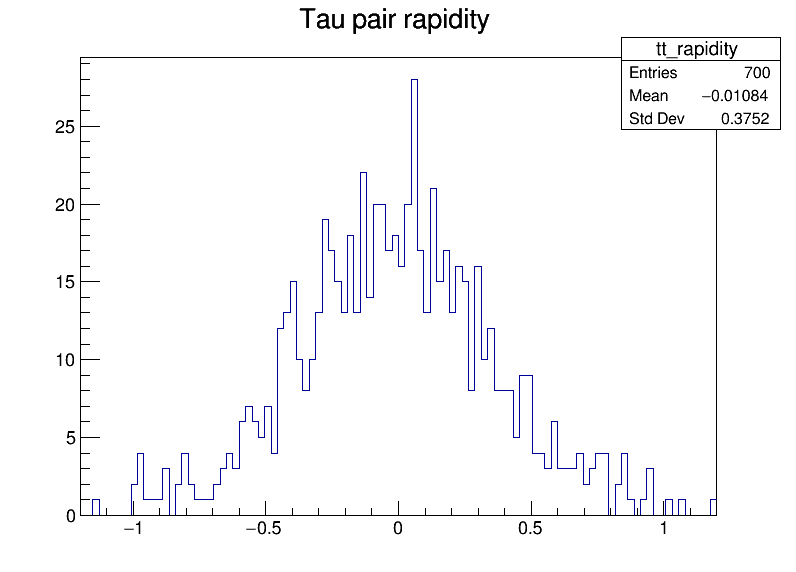 Tau pair rapidity
tt_rapidity
Entries 700
Mean −0.01084
Std Dev 0.3752
25
20
15
10
5
0
−1 −0.5 0 0.5 1